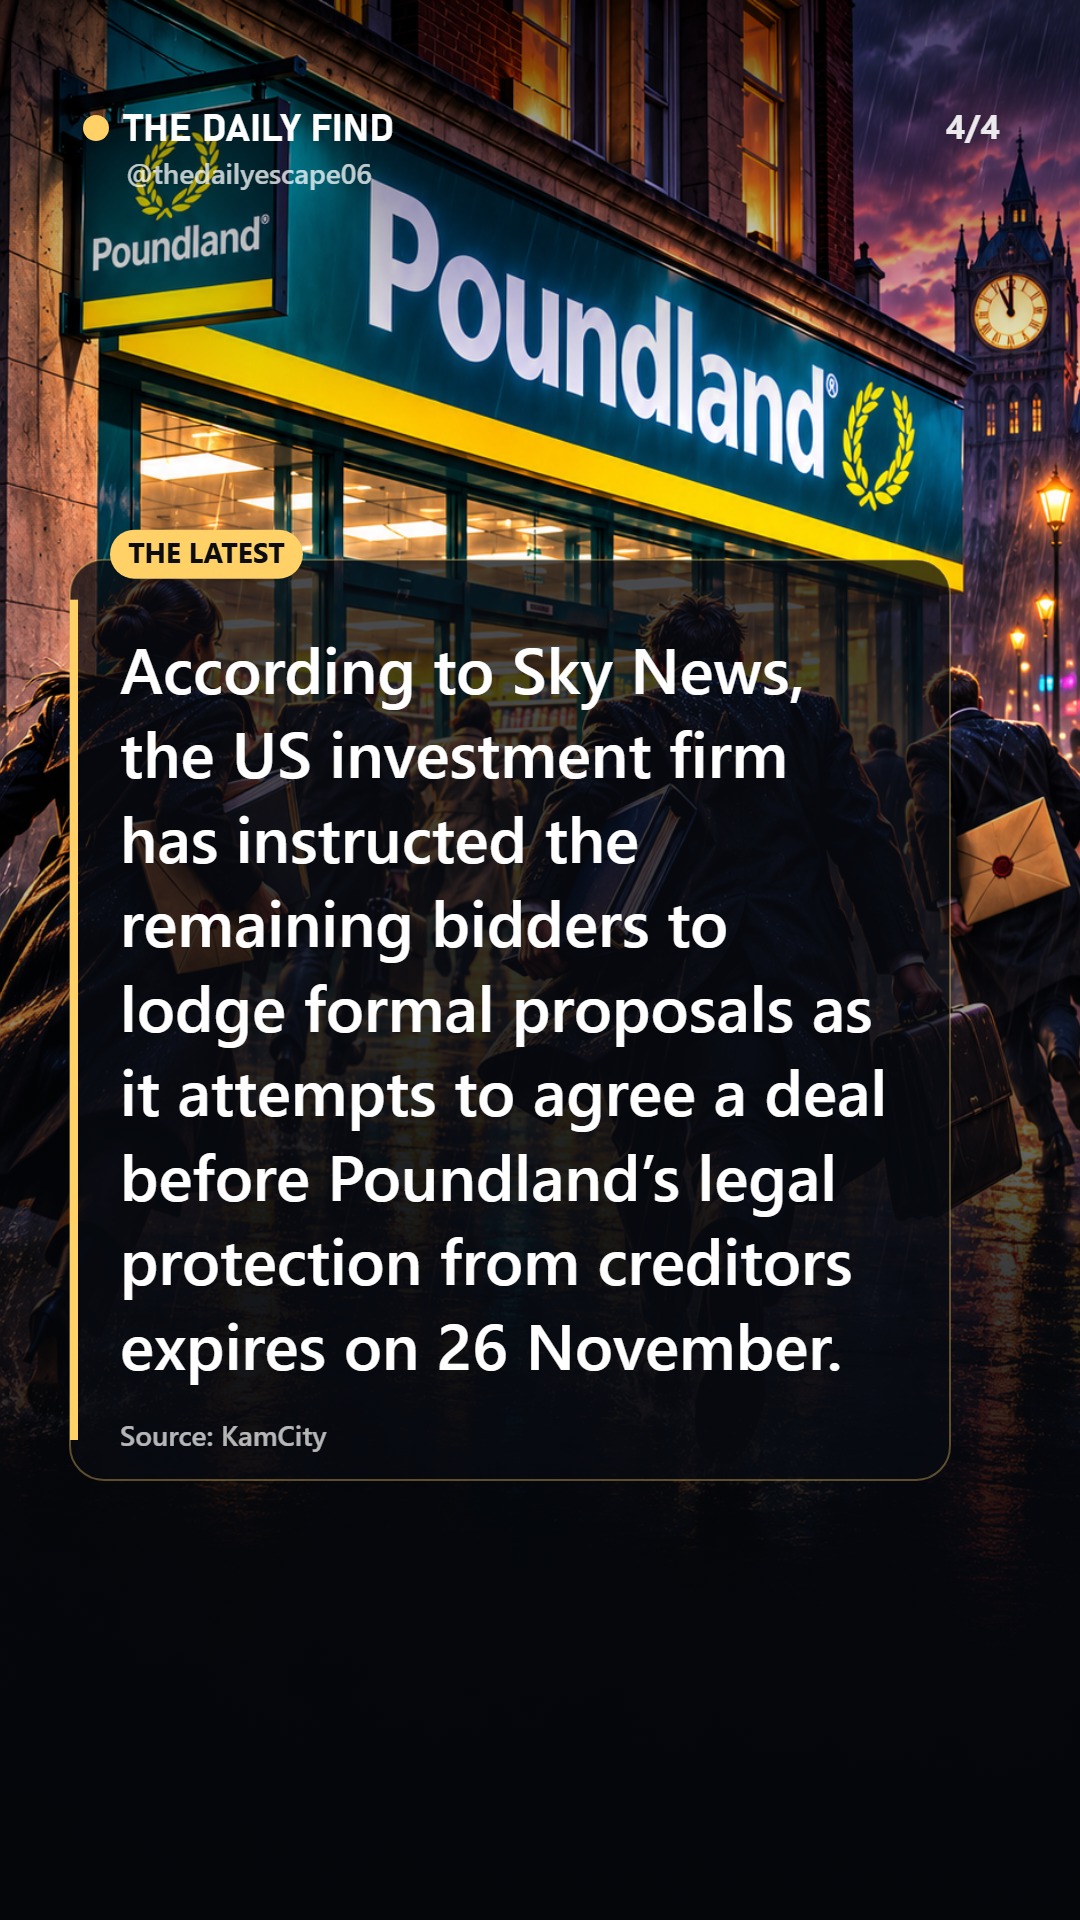 THE DAILY FIND
4/4
@thedailyescape06
Poundland®
Poundland®
THE LATEST
According to Sky News,
the US investment firm
has instructed the
remaining bidders to
lodge formal proposals as
it attempts to agree a deal
before Poundland’s legal
protection from creditors
expires on 26 November.
Source: KamCity